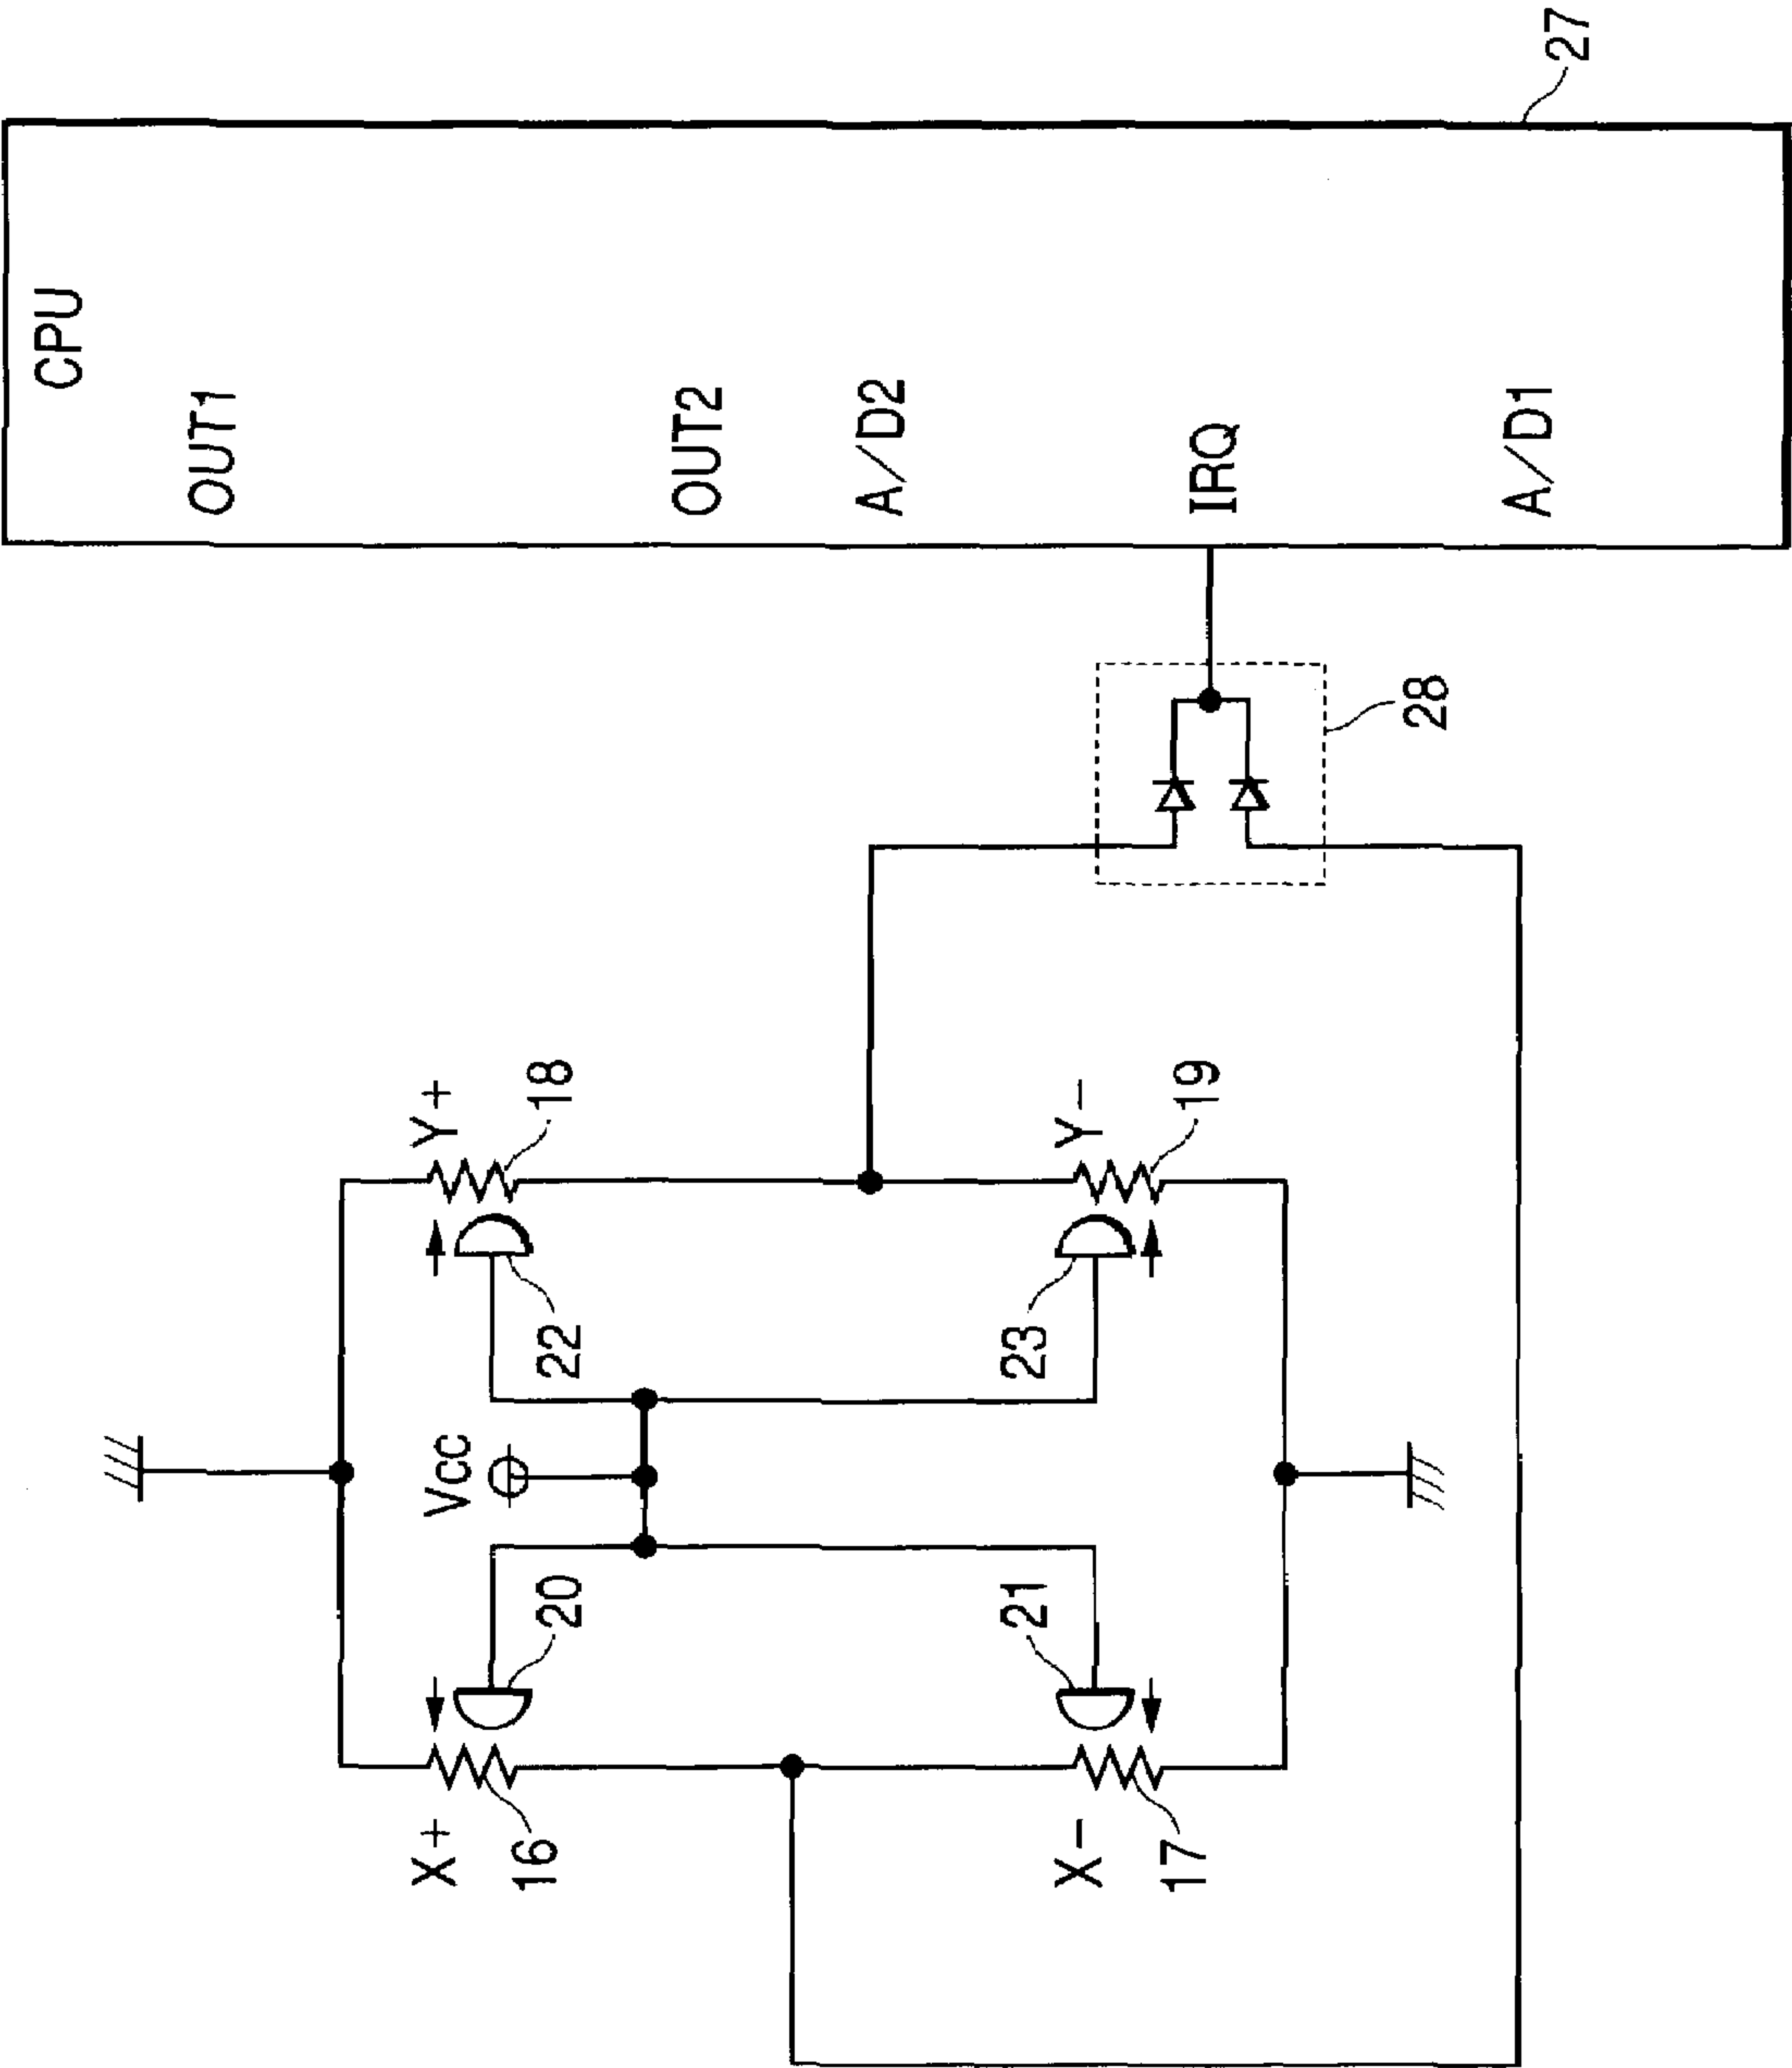 CPU
OUT1
OUT2
A/D2
IRQ
A/D1
27
28
Y+
18
Y-
19
22
23
Vcc
20
21
X+
16
X-
17